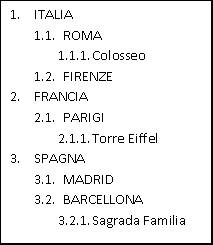 1. ITALIA
1.1. ROMA
1.1.1. Colosseo
1.2. FIRENZE
2. FRANCIA
2.1. PARIGI
2.1.1. Torre Eiffel
3. SPAGNA
3.1. MADRID
3.2. BARCELLONA
3.2.1. Sagrada Familia